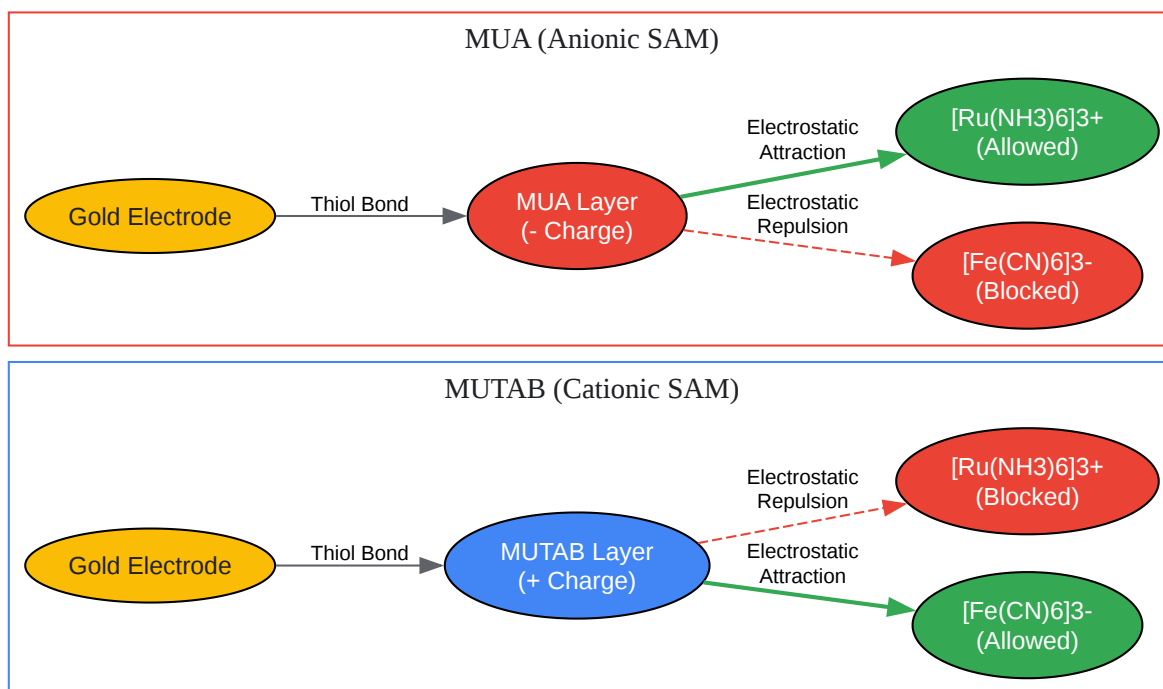 MUA (Anionic SAM)
Gold Electrode
Thiol Bond
MUA Layer
(- Charge)
Electrostatic
Attraction
[Ru(NH3)6]3+
(Allowed)
Electrostatic
Repulsion
[Fe(CN)6]3-
(Blocked)
MUTAB (Cationic SAM)
Gold Electrode
Thiol Bond
MUTAB Layer
(+ Charge)
Electrostatic
Repulsion
[Ru(NH3)6]3+
(Blocked)
Electrostatic
Attraction
[Fe(CN)6]3-
(Allowed)